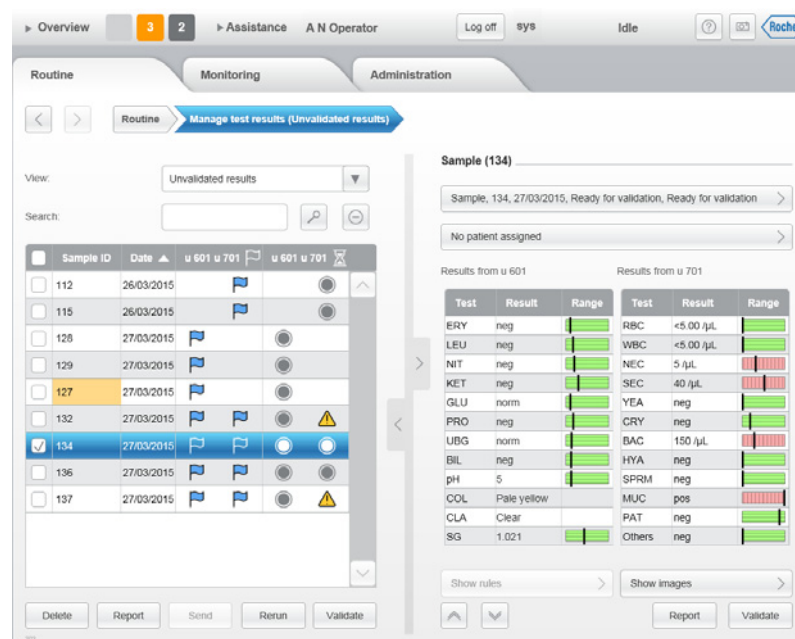 Overview 3 2 Assistance A N Operator Log off sys Idle Roche
Routine Monitoring Administration
Routine Manage test results (Unvalidated results)
View: Unvalidated results
Search:
Sample ID Date u 601 u 701 u 601 u 701
112 26/03/2015
115 26/03/2015
128 27/03/2015
129 27/03/2015
127 27/03/2015
132 27/03/2015
134 27/03/2015
136 27/03/2015
137 27/03/2015
Delete Report Send Rerun Validate
Sample (134)
Sample, 134, 27/03/2015, Ready for validation, Ready for validation
No patient assigned
Results from u 601 Results from u 701
Test Result Range Test Result Range
ERY neg RBC <5.00 /µL
LEU neg WBC <5.00 /µL
NIT neg NEC 5 /µL
KET neg SEC 40 /µL
GLU norm YEA neg
PRO neg CRY neg
UBG norm BAC 150 /µL
BIL neg HYA neg
pH 5 SPRM neg
COL Pale yellow MUC pos
CLA Clear PAT neg
SG 1.021 Others neg
Show rules Show images
Report Validate